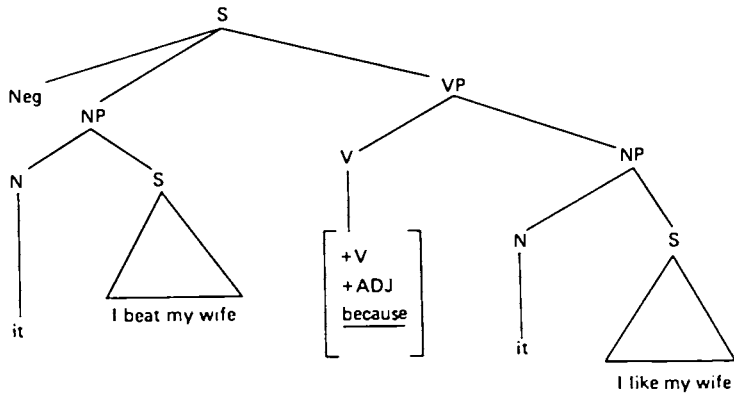 S
Neg
NP
VP
N
S
V
NP
+V
+ADJ
because
N
S
it
I beat my wife
it
I like my wife